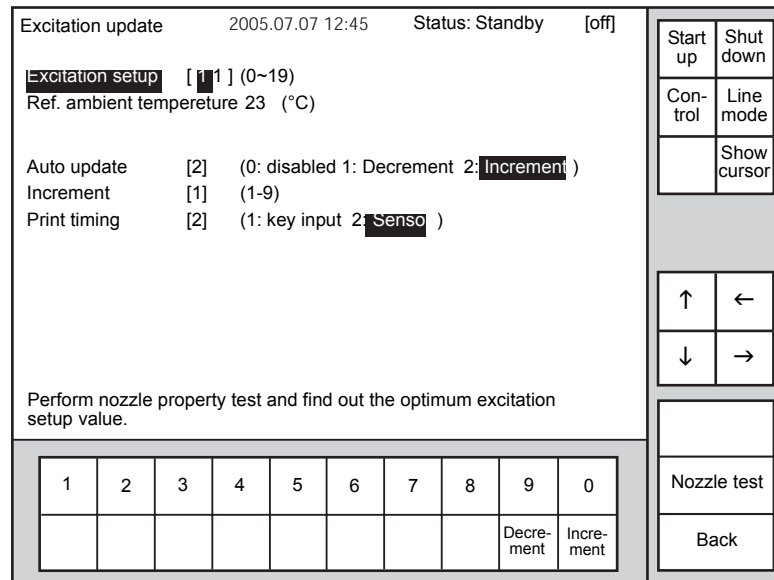 Excitation update 2005.07.07 12:45 Status: Standby [off]
Excitation setup [ 1 1 ] (0~19)
Ref. ambient tempereture 23 (°C)
Auto update [2] (0: disabled 1: Decrement 2: Increment )
Increment [1] (1-9)
Print timing [2] (1: key input 2: Senso )
Perform nozzle property test and find out the optimum excitation
setup value.
1 2 3 4 5 6 7 8 9 0
Decre-
ment
Incre-
ment
Start
up
Shut
down
Con-
trol
Line
mode
Show
cursor
↑ ←
↓ →
Nozzle test
Back